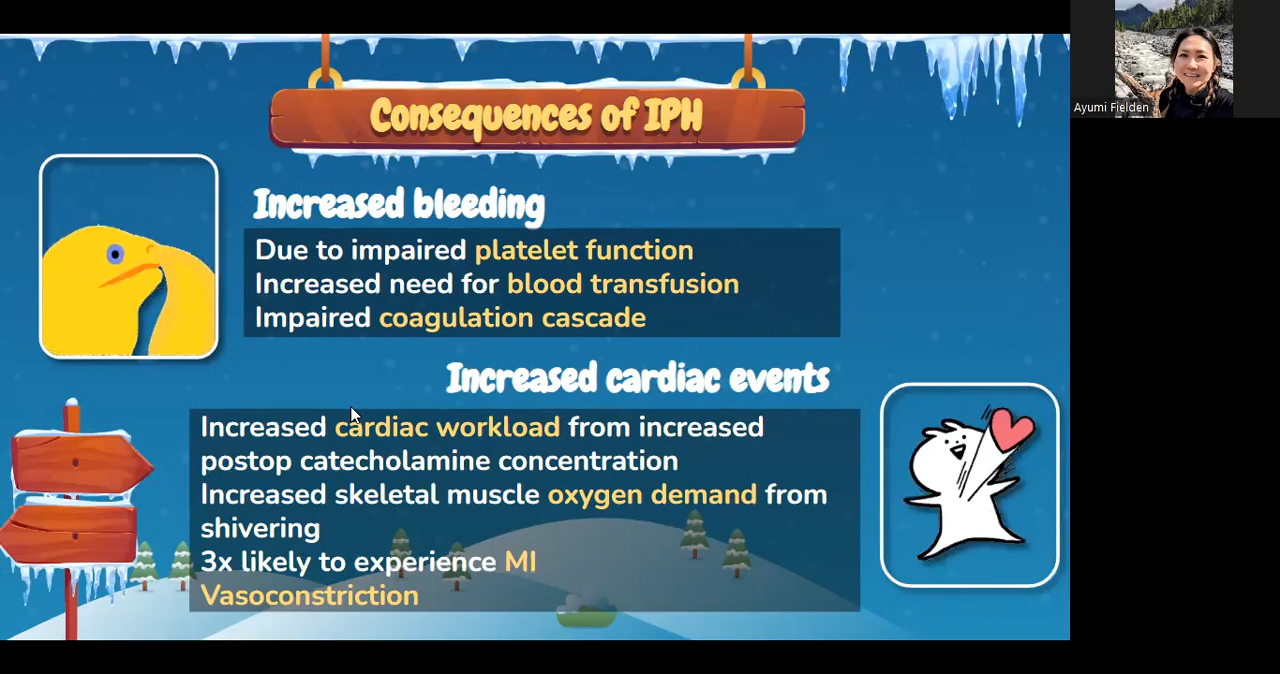 Consequences of IPH
Increased bleeding
Due to impaired platelet function
Increased need for blood transfusion
Impaired coagulation cascade
Increased cardiac events
Increased cardiac workload from increased
postop catecholamine concentration
Increased skeletal muscle oxygen demand from
shivering
3x likely to experience MI
Vasoconstriction
Ayumi Fielden